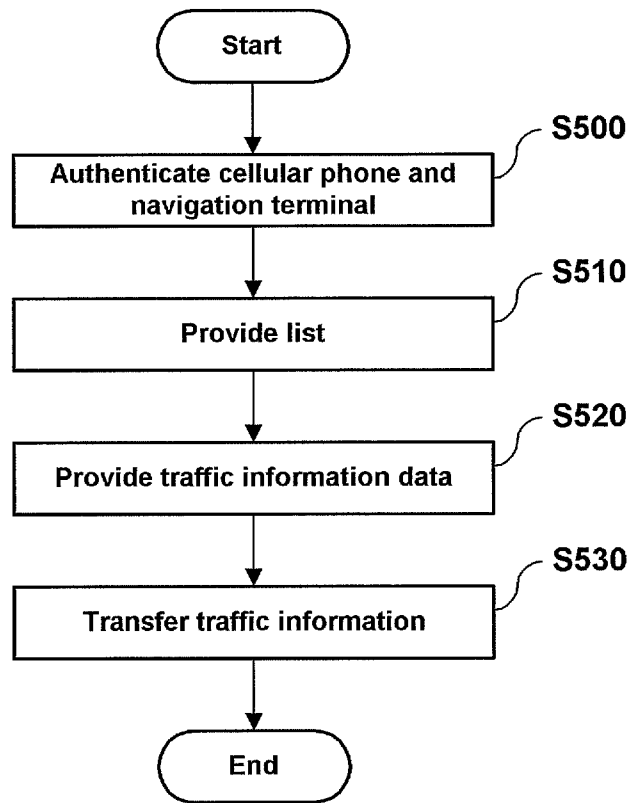 Start
S500
Authenticate cellular phone and
navigation terminal
S510
Provide list
S520
Provide traffic information data
S530
Transfer traffic information
End